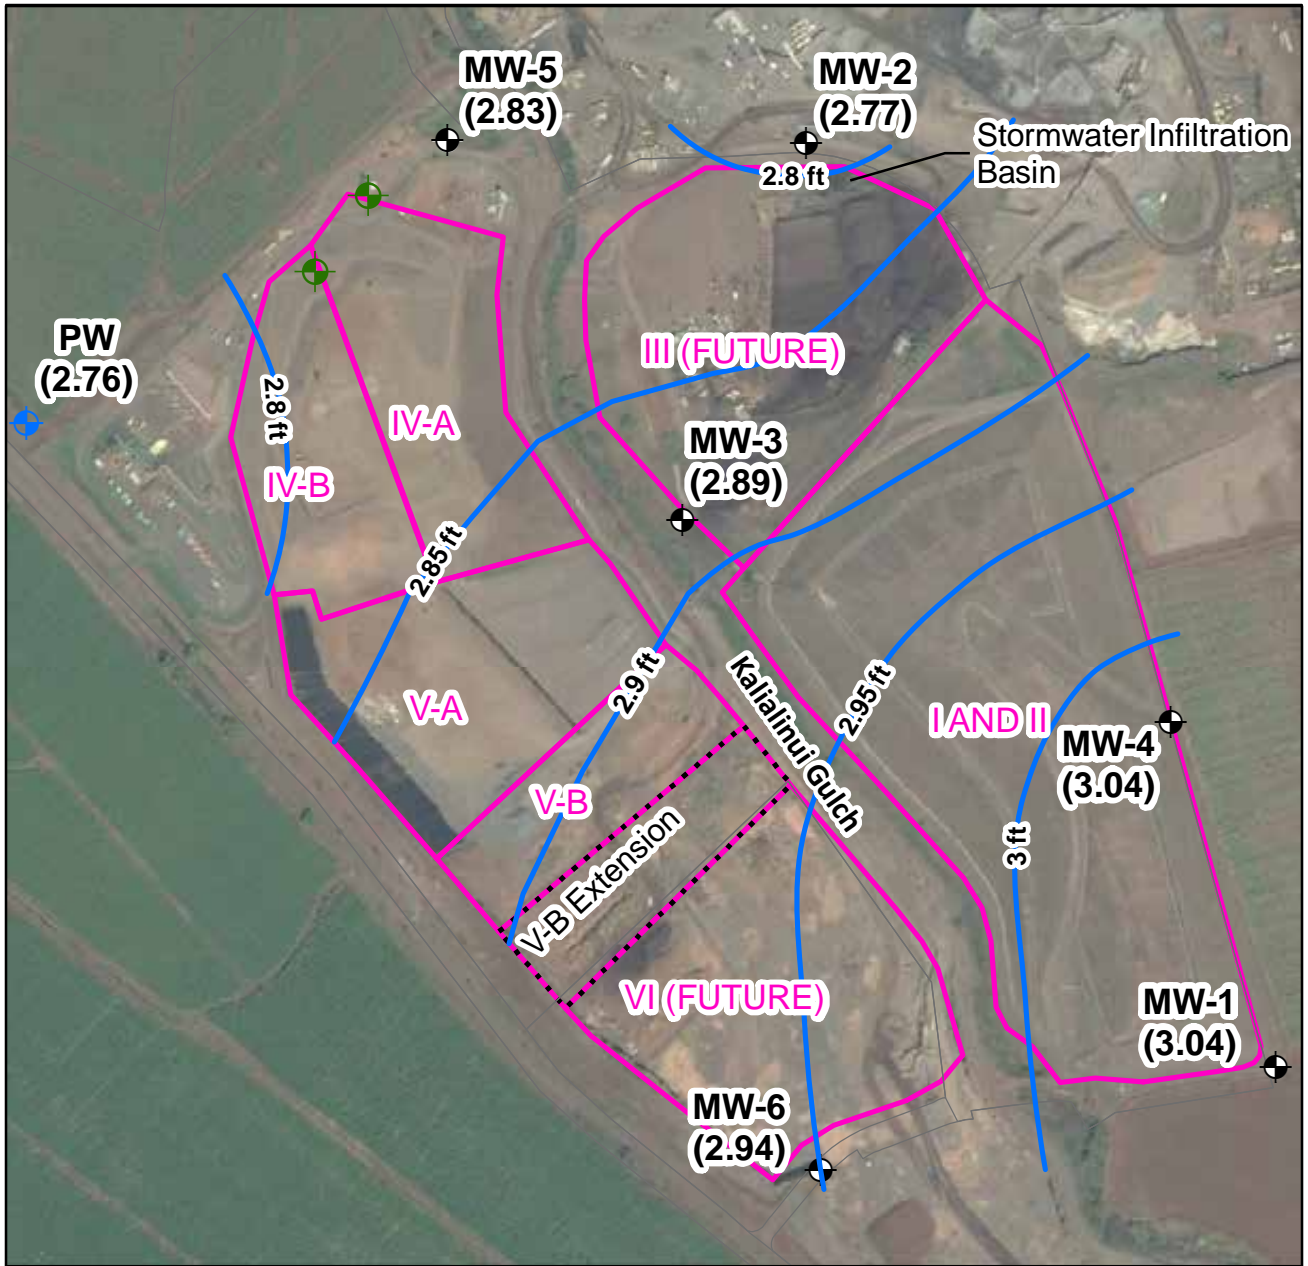 MW-5
(2.83)
MW-2
(2.77)
Stormwater Infiltration
Basin
2.8 ft
PW
(2.76)
III (FUTURE)
2.8 ft
IV-A
MW-3
(2.89)
IV-B
2.85 ft
2.9 ft
Kalialinui Gulch
2.95 ft
V-A
I AND II
MW-4
(3.04)
V-B
V-B Extension
3 ft
VI (FUTURE)
MW-1
(3.04)
MW-6
(2.94)